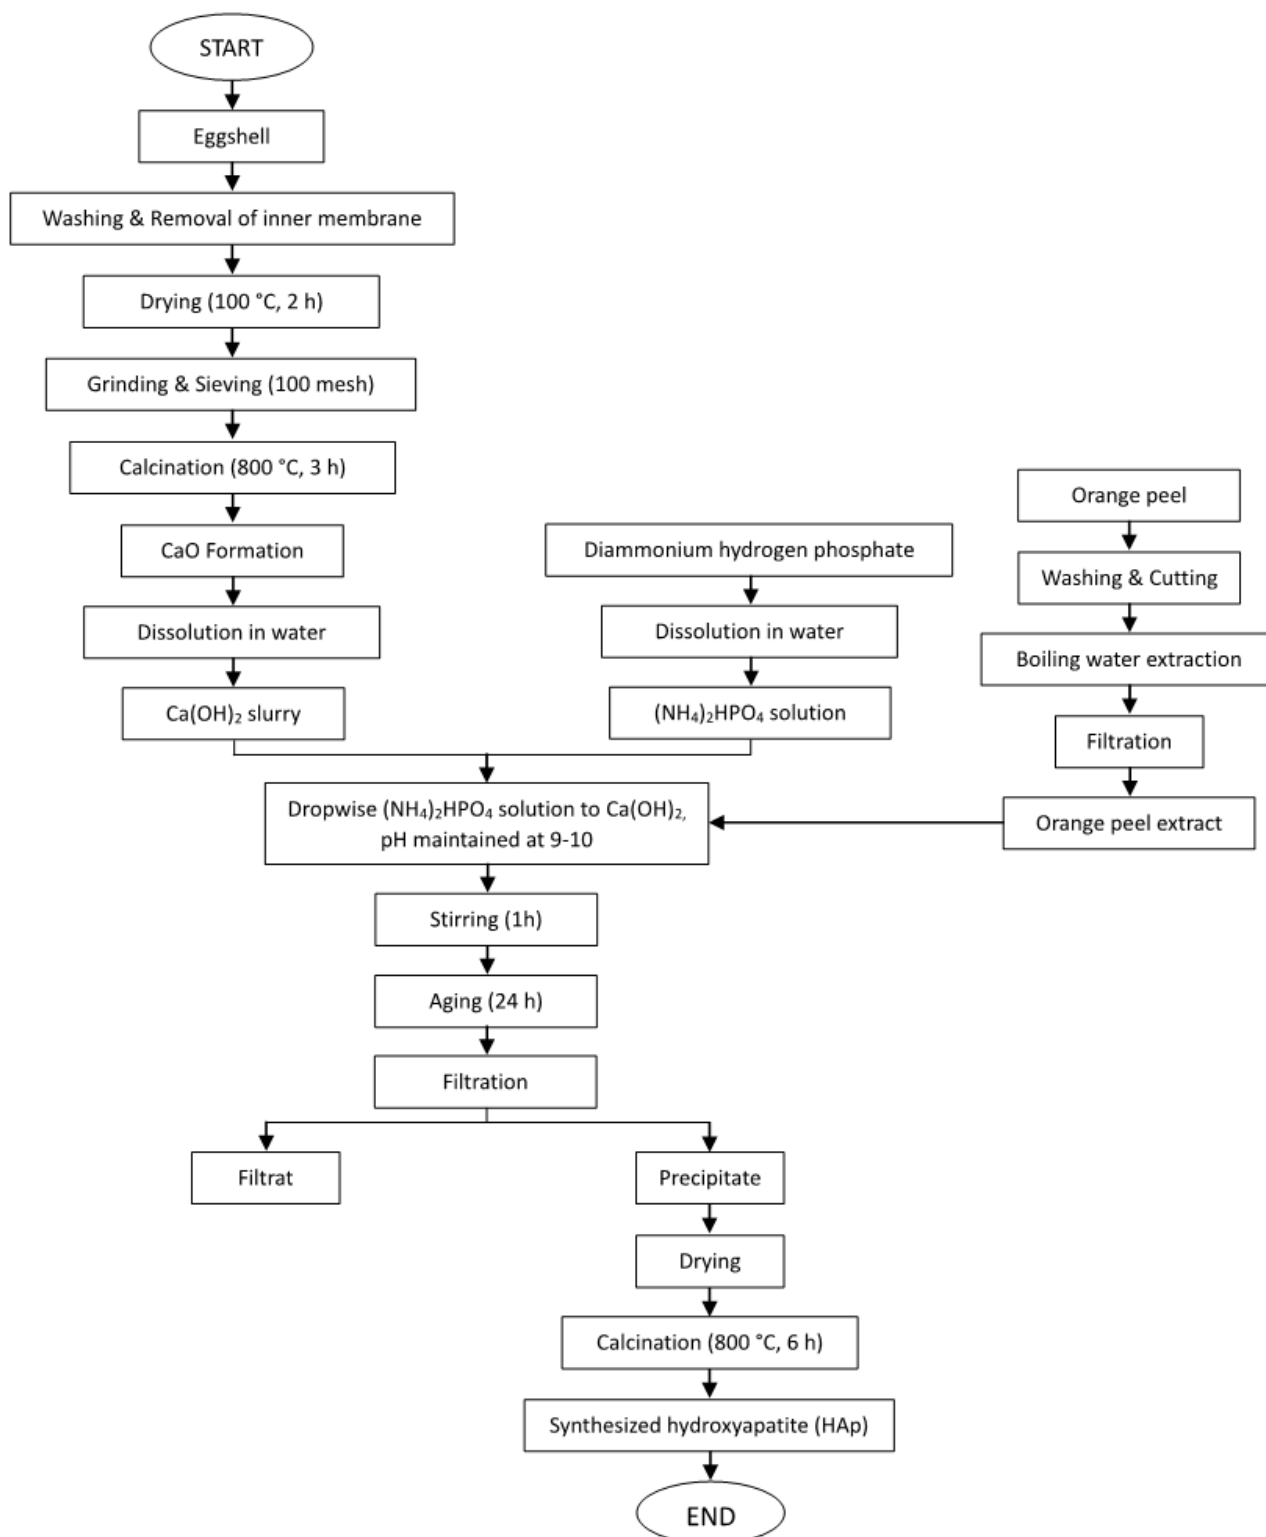 START
Eggshell
Washing & Removal of inner membrane
Drying (100 °C, 2 h)
Grinding & Sieving (100 mesh)
Calcination (800 °C, 3 h)
CaO Formation
Dissolution in water
Ca(OH)₂ slurry
Diammonium hydrogen phosphate
Dissolution in water
(NH₄)₂HPO₄ solution
Orange peel
Washing & Cutting
Boiling water extraction
Filtration
Orange peel extract
Dropwise (NH₄)₂HPO₄ solution to Ca(OH)₂,
pH maintained at 9-10
Stirring (1h)
Aging (24 h)
Filtration
Filtrat
Precipitate
Drying
Calcination (800 °C, 6 h)
Synthesized hydroxyapatite (HAp)
END